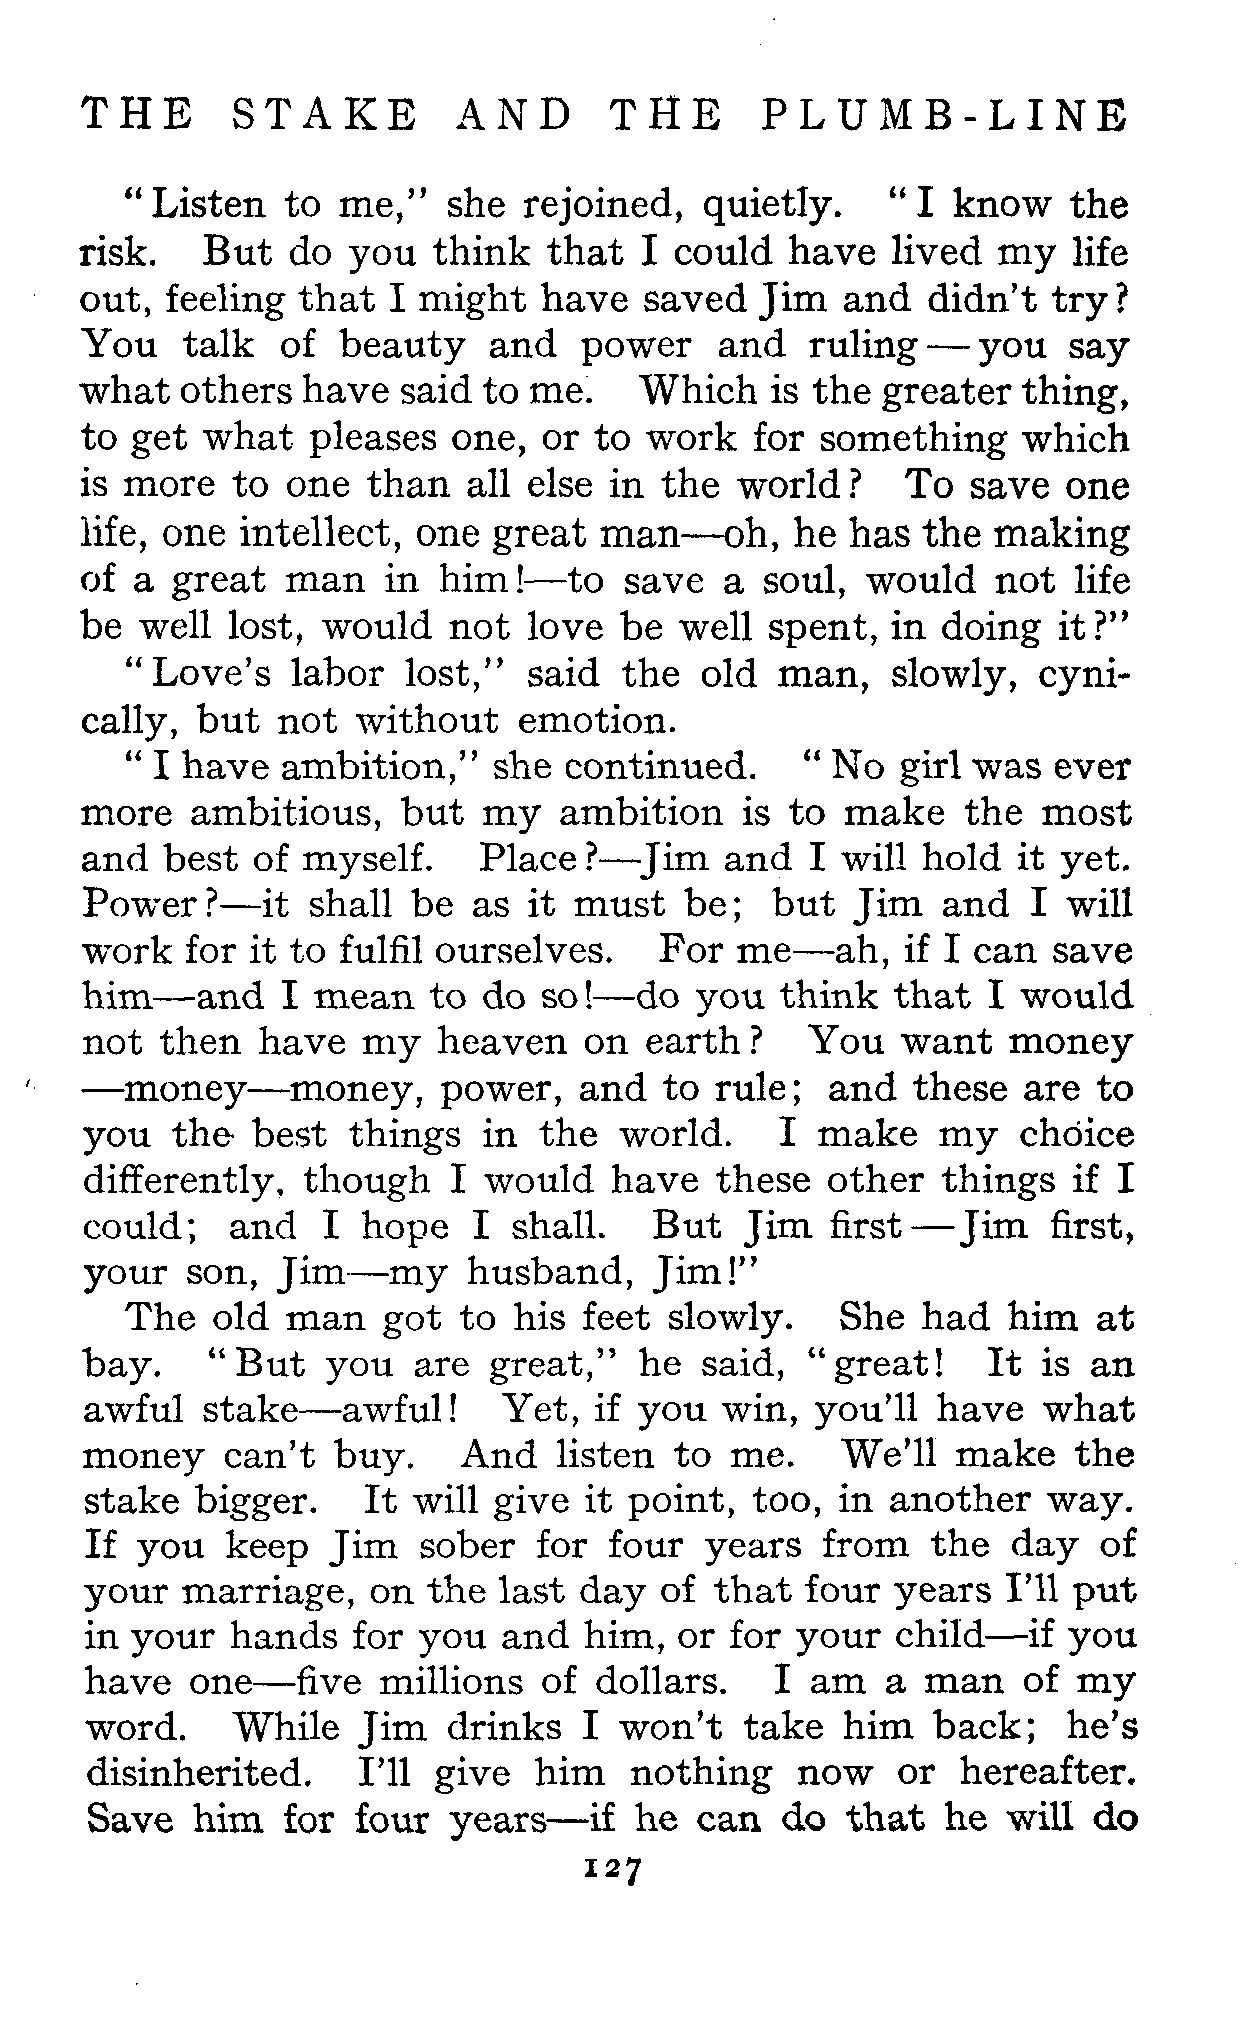 THE STAKE AND THE PLUMB-LINE
"Listen to me," she rejoined, quietly. "I know the
risk. But do you think that I could have lived my life
out, feeling that I might have saved Jim and didn't try?
You talk of beauty and power and ruling—you say
what others have said to me. Which is the greater thing,
to get what pleases one, or to work for something which
is more to one than all else in the world? To save one
life, one intellect, one great man—oh, he has the making
of a great man in him!—to save a soul, would not life
be well lost, would not love be well spent, in doing it?"
"Love's labor lost," said the old man, slowly, cyni-
cally, but not without emotion.
"I have ambition," she continued. "No girl was ever
more ambitious, but my ambition is to make the most
and best of myself. Place?—Jim and I will hold it yet.
Power?—it shall be as it must be; but Jim and I will
work for it to fulfil ourselves. For me—ah, if I can save
him—and I mean to do so!—do you think that I would
not then have my heaven on earth? You want money
—money—money, power, and to rule; and these are to
you the best things in the world. I make my choice
differently, though I would have these other things if I
could; and I hope I shall. But Jim first—Jim first,
your son, Jim—my husband, Jim!"
The old man got to his feet slowly. She had him at
bay. "But you are great," he said, "great! It is an
awful stake—awful! Yet, if you win, you'll have what
money can't buy. And listen to me. We'll make the
stake bigger. It will give it point, too, in another way.
If you keep Jim sober for four years from the day of
your marriage, on the last day of that four years I'll put
in your hands for you and him, or for your child—if you
have one—five millions of dollars. I am a man of my
word. While Jim drinks I won't take him back; he's
disinherited. I'll give him nothing now or hereafter.
Save him for four years—if he can do that he will do
127